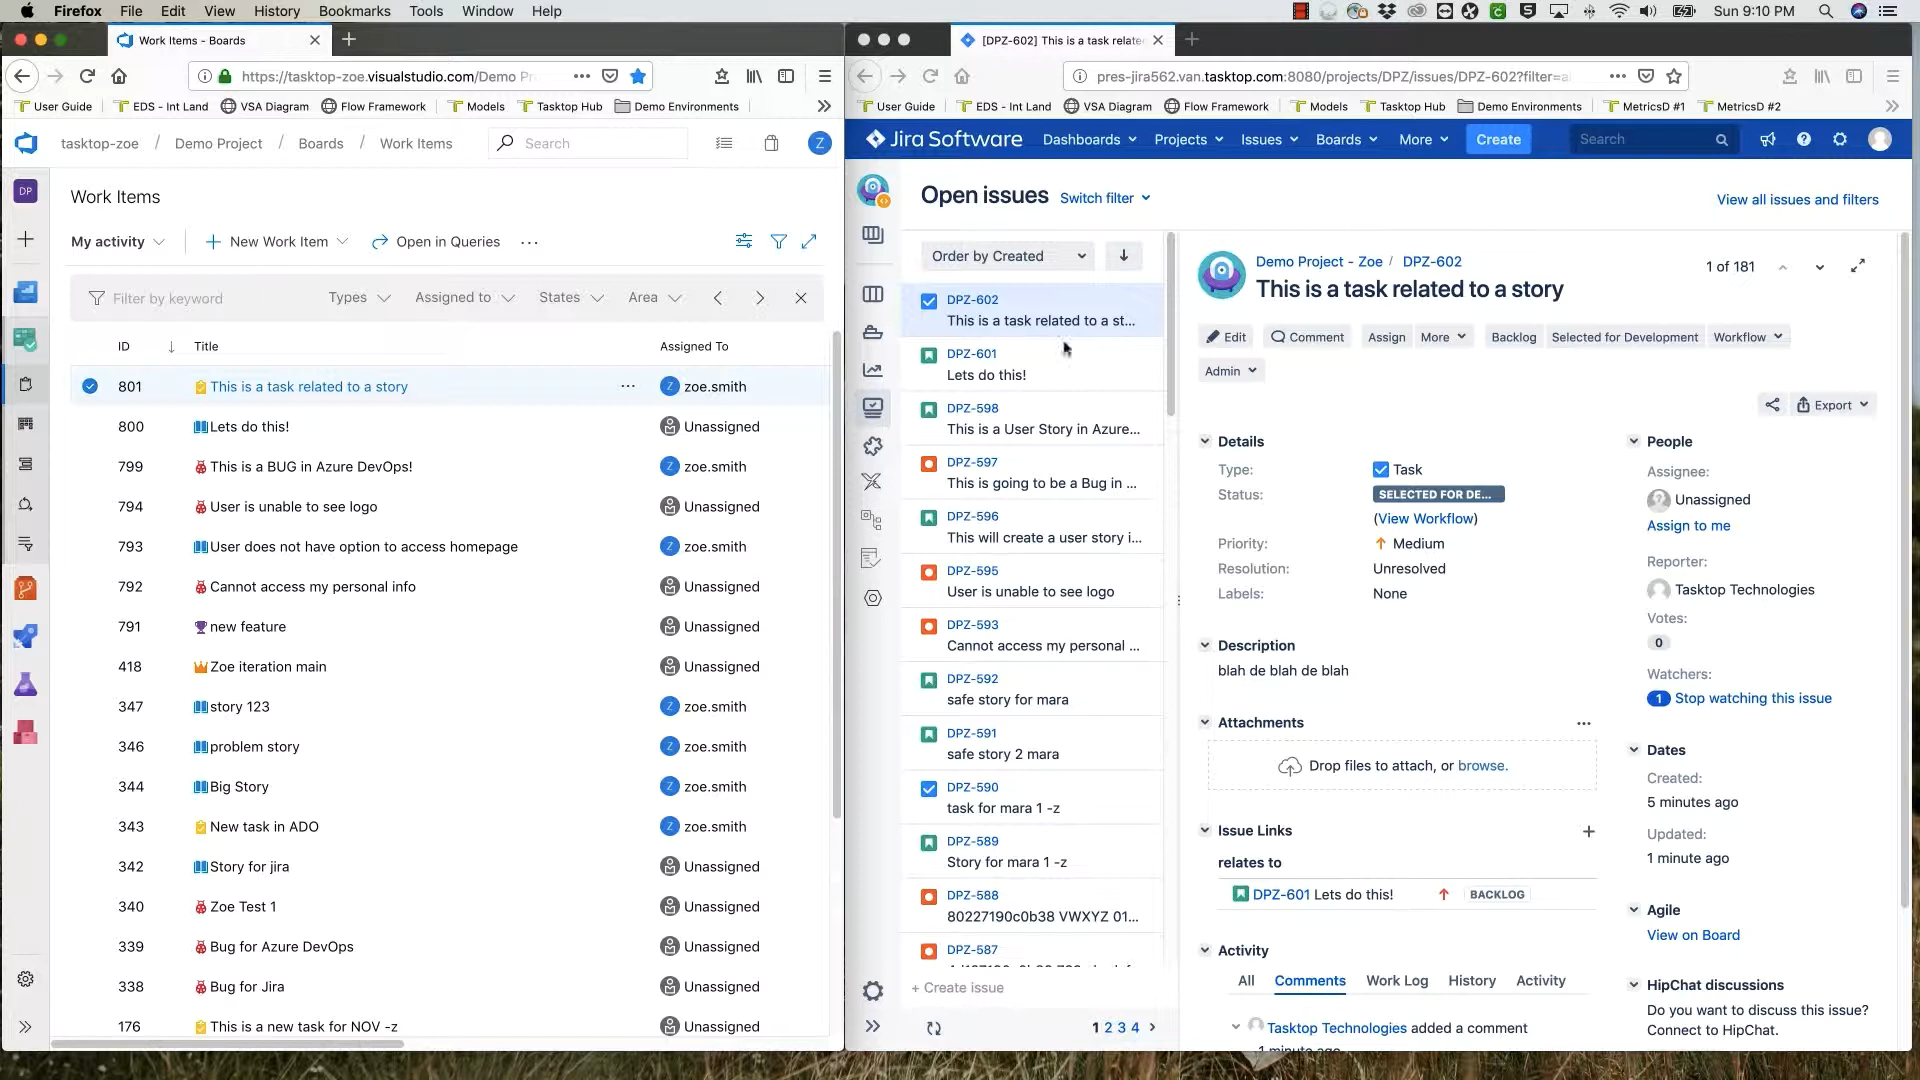 Firefox File Edit View History Bookmarks Tools Window Help
Sun 9:10 PM
Work Items - Boards
https://tasktop-zoe.visualstudio.com/Demo Pr
User Guide EDS - Int Land VSA Diagram Flow Framework Models Tasktop Hub Demo Environments
tasktop-zoe / Demo Project / Boards / Work Items
Search
Z
DP
Work Items
My activity New Work Item Open in Queries
Filter by keyword Types Assigned to States Area
ID Title Assigned To
801 This is a task related to a story Z zoe.smith
800 Lets do this! Unassigned
799 This is a BUG in Azure DevOps! Z zoe.smith
794 User is unable to see logo Unassigned
793 User does not have option to access homepage Z zoe.smith
792 Cannot access my personal info Unassigned
791 new feature Unassigned
418 Zoe iteration main Unassigned
347 story 123 Z zoe.smith
346 problem story Z zoe.smith
344 Big Story Z zoe.smith
343 New task in ADO Z zoe.smith
342 Story for jira Unassigned
340 Zoe Test 1 Unassigned
339 Bug for Azure DevOps Unassigned
338 Bug for Jira Unassigned
176 This is a new task for NOV -z Unassigned
[DPZ-602] This is a task relate
pres-jira562.van.tasktop.com:8080/projects/DPZ/issues/DPZ-602?filter=a
User Guide EDS - Int Land VSA Diagram Flow Framework Models Tasktop Hub Demo Environments MetricsD #1 MetricsD #2
Jira Software Dashboards Projects Issues Boards More Create Search
Open issues Switch filter
View all issues and filters
Order by Created
DPZ-602
This is a task related to a st...
DPZ-601
Lets do this!
DPZ-598
This is a User Story in Azure...
DPZ-597
This is going to be a Bug in ...
DPZ-596
This will create a user story i...
DPZ-595
User is unable to see logo
DPZ-593
Cannot access my personal ...
DPZ-592
safe story for mara
DPZ-591
safe story 2 mara
DPZ-590
task for mara 1 -z
DPZ-589
Story for mara 1 -z
DPZ-588
80227190c0b38 VWXYZ 01...
DPZ-587
+ Create issue
1 2 3 4
Demo Project - Zoe / DPZ-602
This is a task related to a story
1 of 181
Edit Comment Assign More Backlog Selected for Development Workflow
Admin
Export
Details
Type: Task
Status: SELECTED FOR DE...
(View Workflow)
Priority: Medium
Resolution: Unresolved
Labels: None
Description
blah de blah de blah
Attachments
Drop files to attach, or browse.
Issue Links
relates to
DPZ-601 Lets do this! BACKLOG
Activity
All Comments Work Log History Activity
Tasktop Technologies added a comment
1 minute ago
People
Assignee:
Unassigned
Assign to me
Reporter:
Tasktop Technologies
Votes:
0
Watchers:
1 Stop watching this issue
Dates
Created:
5 minutes ago
Updated:
1 minute ago
Agile
View on Board
HipChat discussions
Do you want to discuss this issue?
Connect to HipChat.